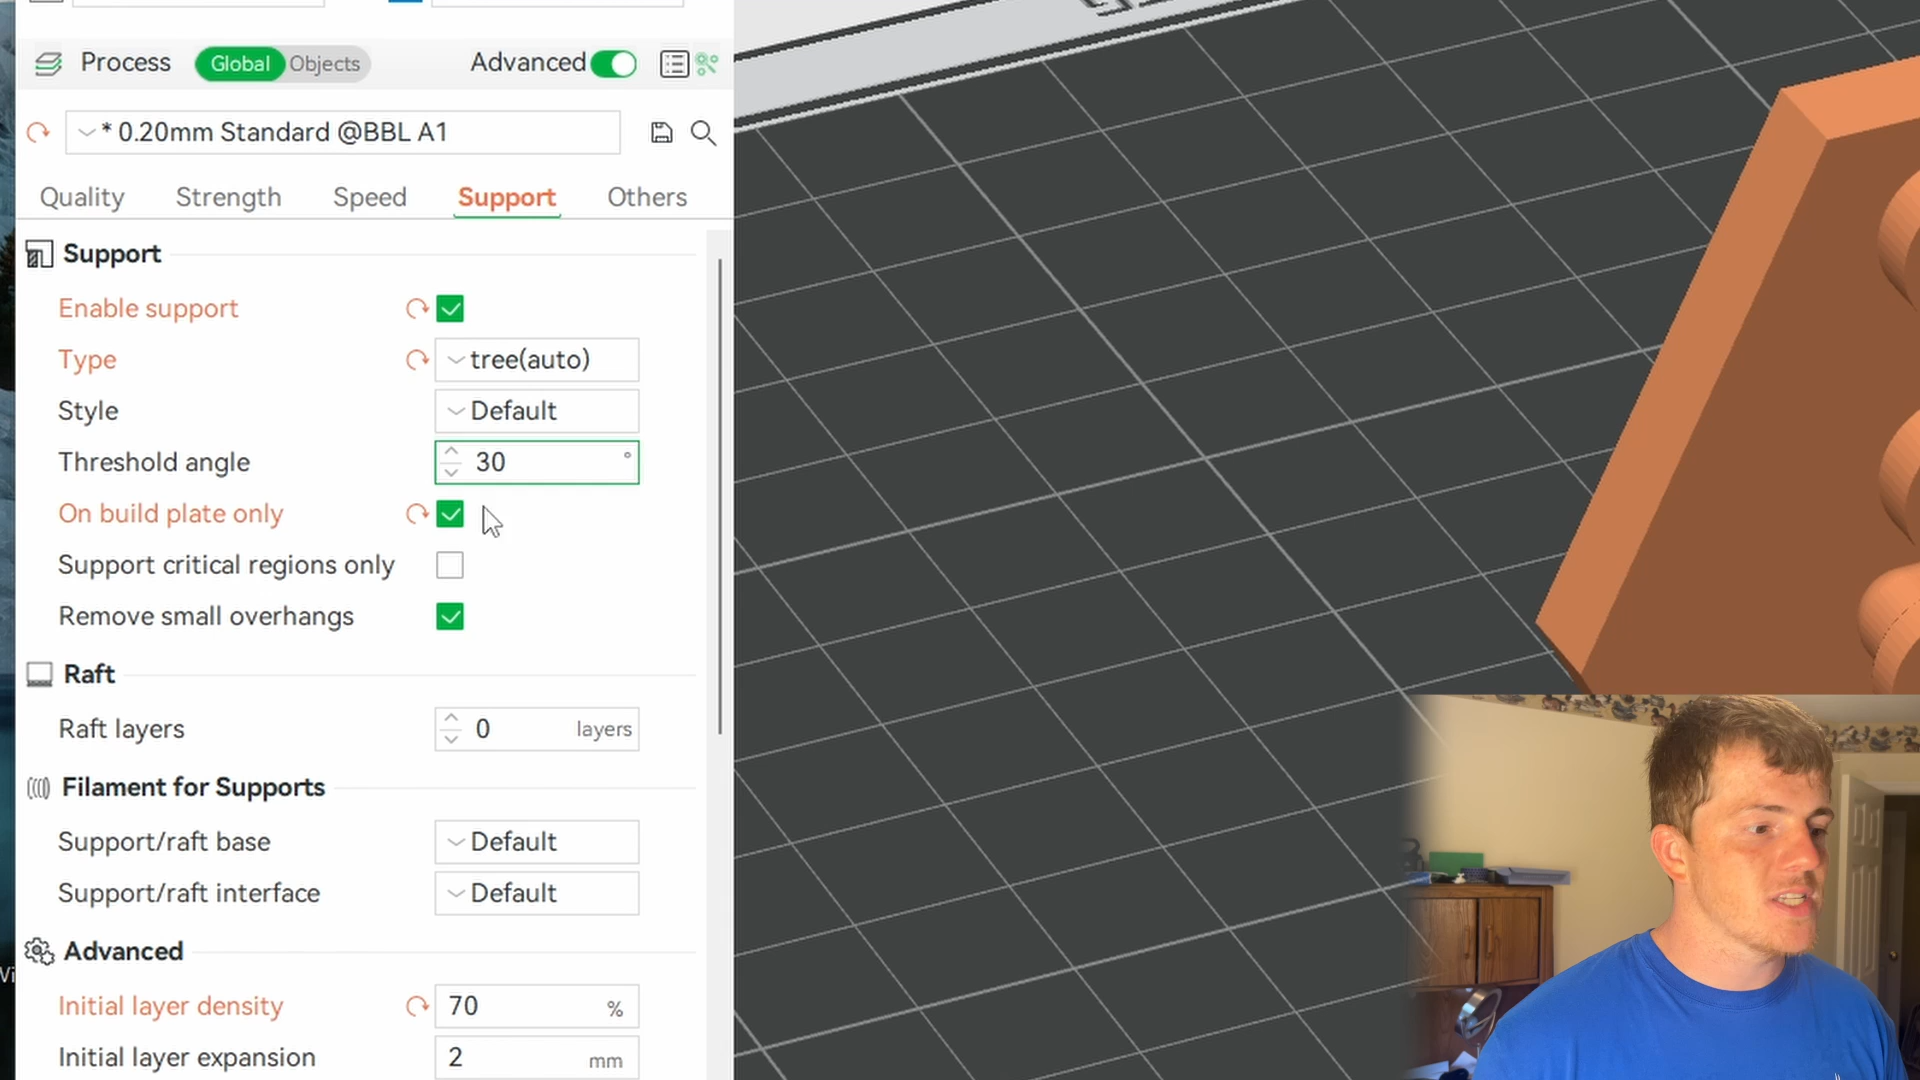 Process Global Objects Advanced
* 0.20mm Standard @BBL A1
Quality Strength Speed Support Others
Support
Enable support
Type tree(auto)
Style Default
Threshold angle 30 °
On build plate only
Support critical regions only
Remove small overhangs
Raft
Raft layers 0 layers
Filament for Supports
Support/raft base Default
Support/raft interface Default
Advanced
Initial layer density 70 %
Initial layer expansion 2 mm
Vi